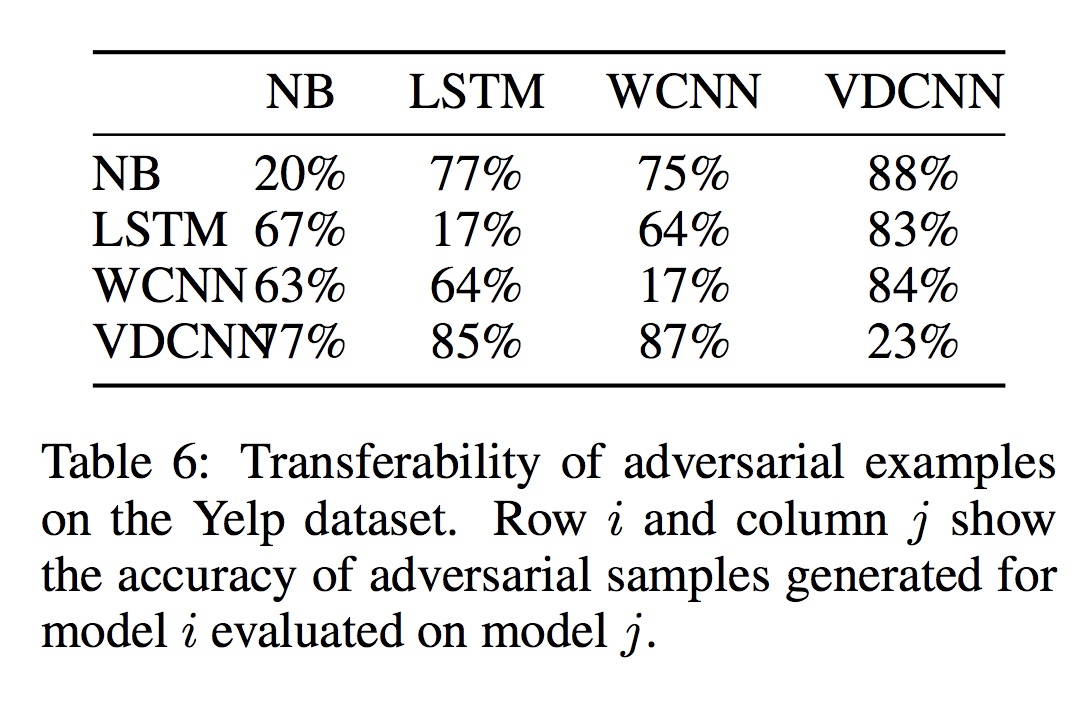 NB LSTM WCNN VDCNN
NB 20% 77% 75% 88%
LSTM 67% 17% 64% 83%
WCNN 63% 64% 17% 84%
VDCNN 77% 85% 87% 23%
Table 6: Transferability of adversarial examples
on the Yelp dataset. Row i and column j show
the accuracy of adversarial samples generated for
model i evaluated on model j.